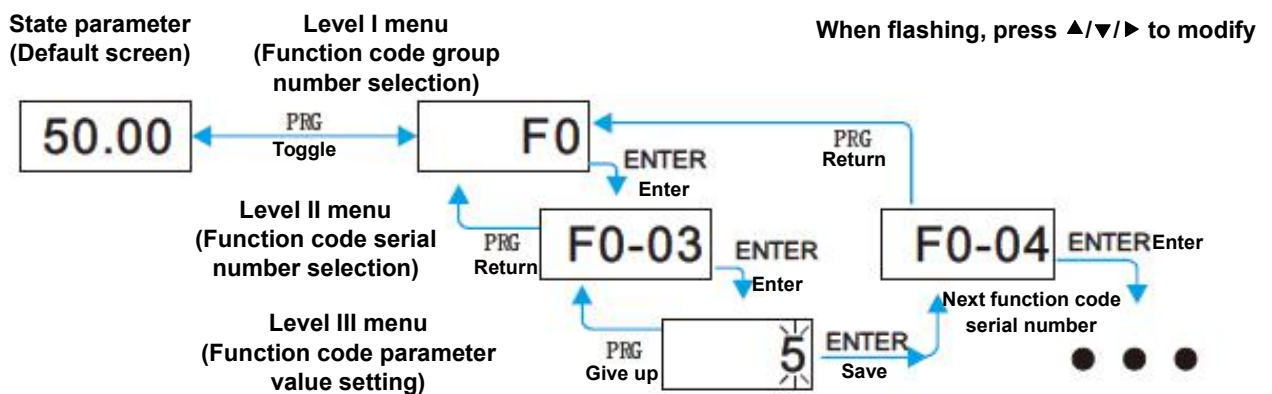 State parameter
(Default screen)
Level I menu
(Function code group
number selection)
When flashing, press ▲/▼/▶ to modify
50.00
PRG
Toggle
F0
ENTER
Enter
PRG
Return
Level II menu
(Function code serial
number selection)
PRG
Return
F0-03
ENTER
Enter
F0-04
ENTER Enter
Next function code
serial number
Level III menu
(Function code parameter
value setting)
PRG
Give up
5
ENTER
Save